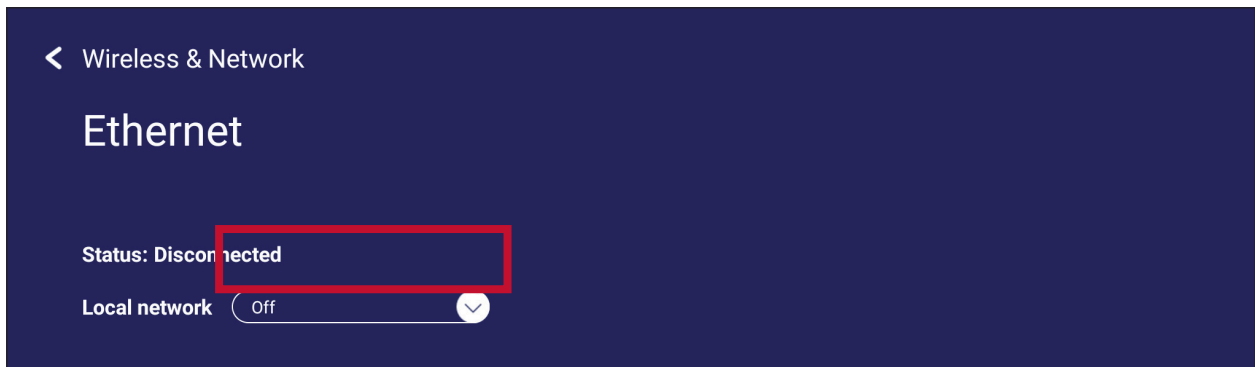 Wireless & Network
Ethernet
Status: Disconnected
Local network Off